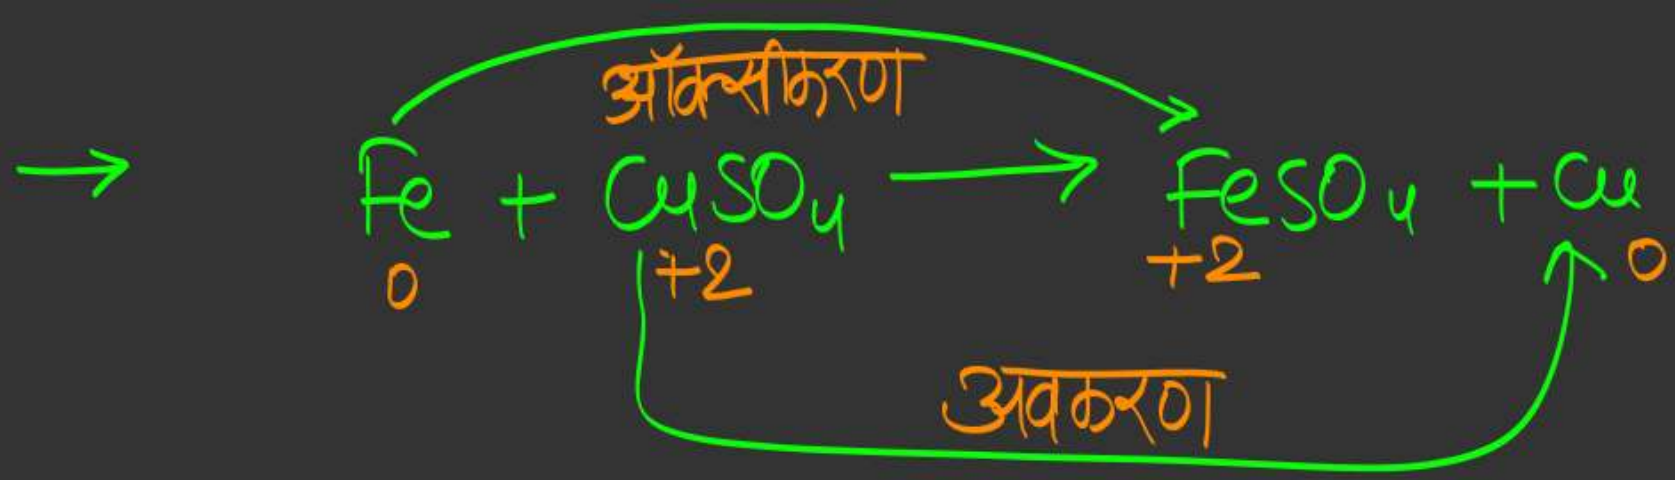 ऑक्सीकरण
→ Fe + CuSO₄ → FeSO₄ + Cu
0 +2 +2 0
अवकरण